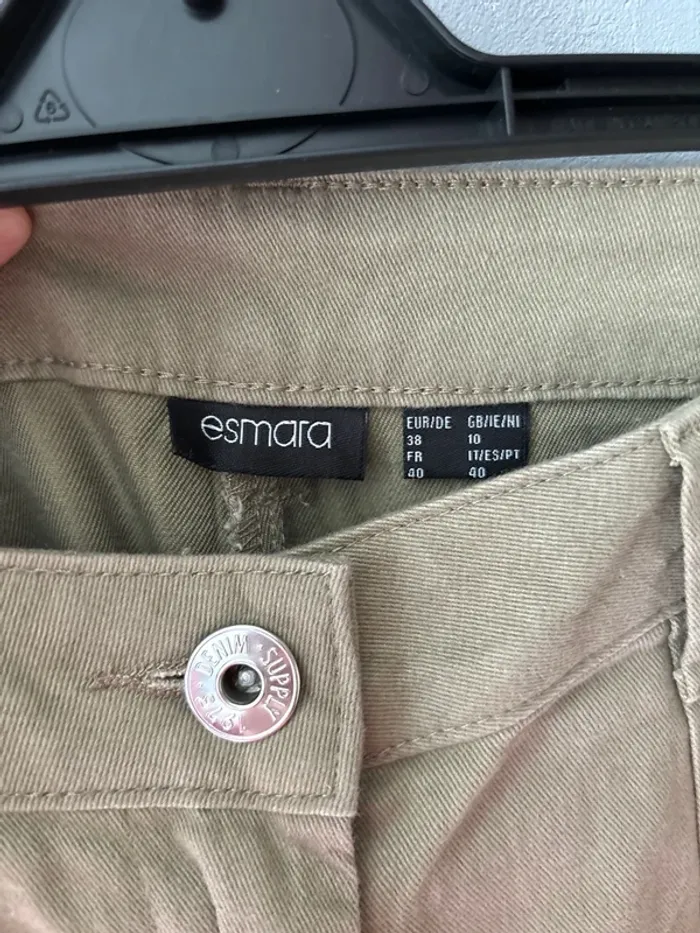 esmara
EUR/DE GB/IE/NI
38 10
FR IT/ES/PT
40 40
DENIM · SUPPLY